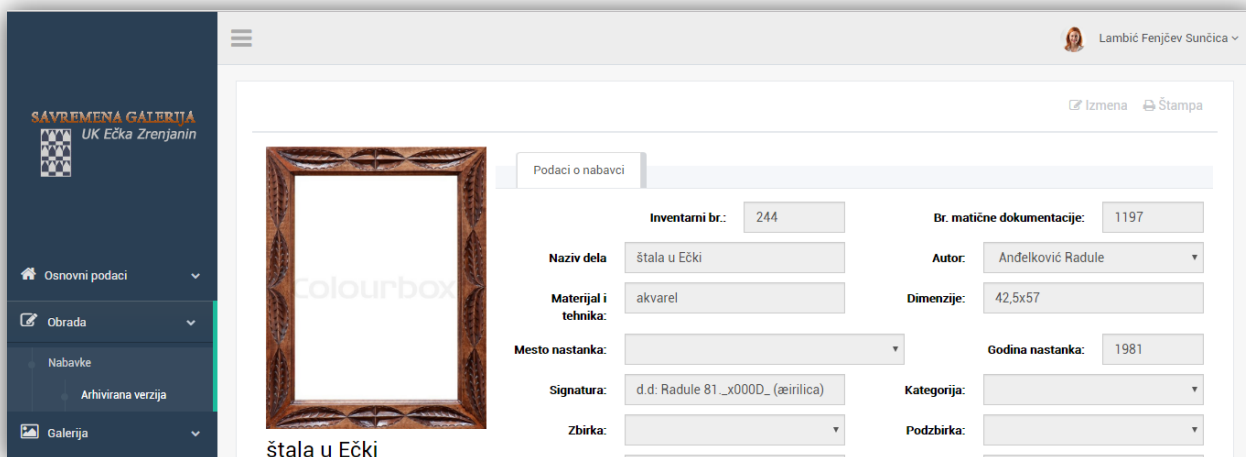 Lambić Fenjčev Sunčica
Izmena Štampa
SAVREMENA GALERIJA
UK Ečka Zrenjanin
Osnovni podaci
Obrada
Nabavke
Arhivirana verzija
Galerija
Colourbox
štala u Ečki
Podaci o nabavci
Inventarni br.: 244 Br. matične dokumentacije: 1197
Naziv dela štala u Ečki Autor: Anđelković Radule
Materijal i tehnika: akvarel Dimenzije: 42,5x57
Mesto nastanka: Godina nastanka: 1981
Signatura: d.d: Radule 81._x000D_ (æirilica) Kategorija:
Zbirka: Podzbirka: